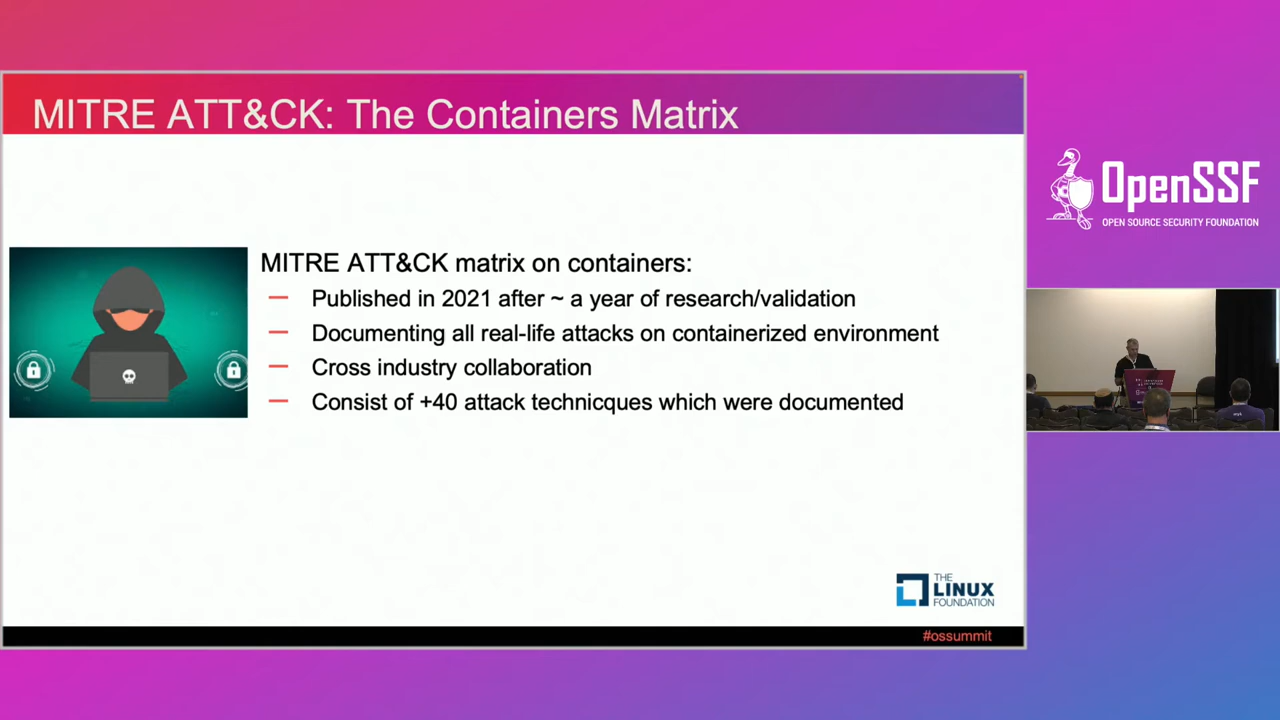 MITRE ATT&CK: The Containers Matrix
MITRE ATT&CK matrix on containers:
Published in 2021 after ~ a year of research/validation
Documenting all real-life attacks on containerized environment
Cross industry collaboration
Consist of +40 attack technicques which were documented
THE
LINUX
FOUNDATION
#ossummit
OpenSSF
OPEN SOURCE SECURITY FOUNDATION